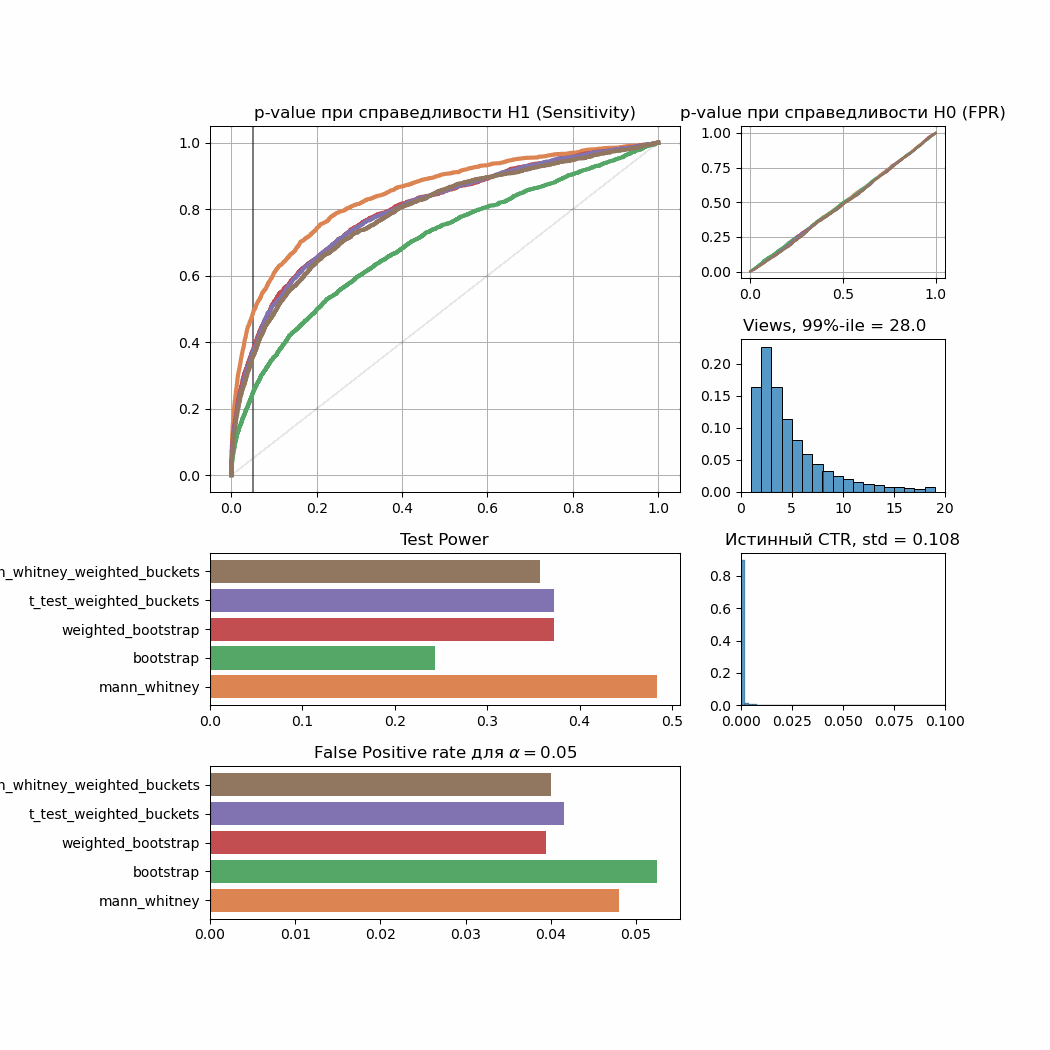 p-value при справедливости H1 (Sensitivity)
1.0
0.8
0.6
0.4
0.2
0.0
0.0 0.2 0.4 0.6 0.8 1.0
p-value при справедливости H0 (FPR)
1.00
0.75
0.50
0.25
0.00
0.0 0.5 1.0
Views, 99%-ile = 28.0
0.20
0.15
0.10
0.05
0.00
0 5 10 15 20
Test Power
n_whitney_weighted_buckets
t_test_weighted_buckets
weighted_bootstrap
bootstrap
mann_whitney
0.0 0.1 0.2 0.3 0.4 0.5
Истинный CTR, std = 0.108
0.8
0.6
0.4
0.2
0.0
0.000 0.025 0.050 0.075 0.100
False Positive rate для α = 0.05
n_whitney_weighted_buckets
t_test_weighted_buckets
weighted_bootstrap
bootstrap
mann_whitney
0.00 0.01 0.02 0.03 0.04 0.05